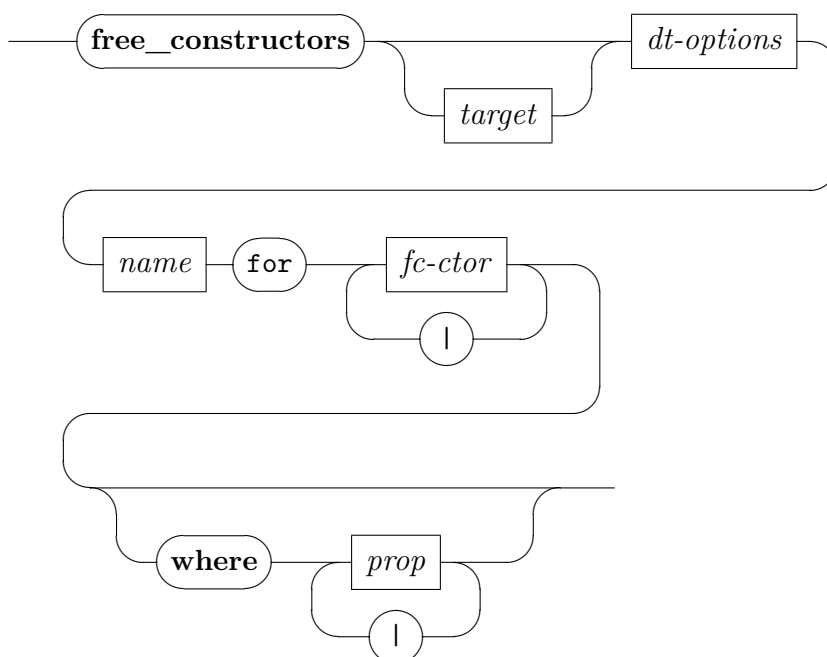 free_constructors dt-options
target
name for fc-ctor
|
where prop
|